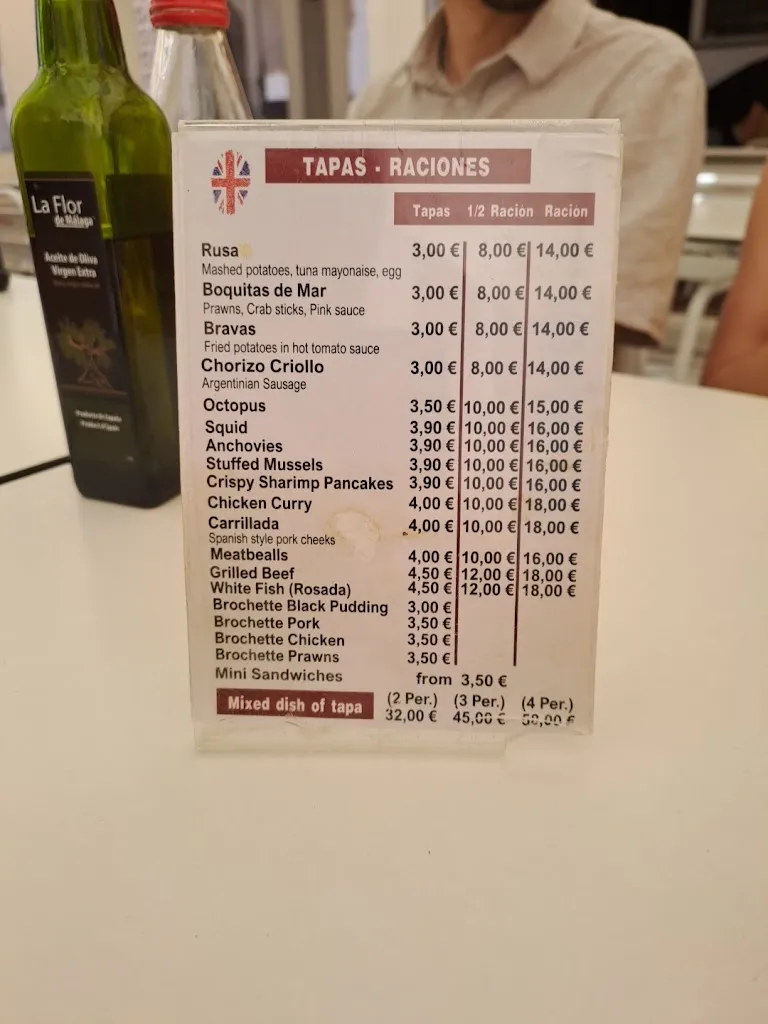 La Flor
de Málaga
Aceite de Oliva
Virgen Extra
TAPAS - RACIONES
Tapas 1/2 Ración Ración
Rusa 3,00 € 8,00 € 14,00 €
Mashed potatoes, tuna mayonaise, egg
Boquitas de Mar 3,00 € 8,00 € 14,00 €
Prawns, Crab sticks, Pink sauce
Bravas 3,00 € 8,00 € 14,00 €
Fried potatoes in hot tomato sauce
Chorizo Criollo 3,00 € 8,00 € 14,00 €
Argentinian Sausage
Octopus 3,50 € 10,00 € 15,00 €
Squid 3,90 € 10,00 € 16,00 €
Anchovies 3,90 € 10,00 € 16,00 €
Stuffed Mussels 3,90 € 10,00 € 16,00 €
Crispy Sharimp Pancakes 3,90 € 10,00 € 16,00 €
Chicken Curry 4,00 € 10,00 € 18,00 €
Carrillada 4,00 € 10,00 € 18,00 €
Spanish style pork cheeks
Meatbealls 4,00 € 10,00 € 16,00 €
Grilled Beef 4,50 € 12,00 € 18,00 €
White Fish (Rosada) 4,50 € 12,00 € 18,00 €
Brochette Black Pudding 3,00 €
Brochette Pork 3,50 €
Brochette Chicken 3,50 €
Brochette Prawns 3,50 €
Mini Sandwiches from 3,50 €
Mixed dish of tapa (2 Per.) (3 Per.) (4 Per.)
32,00 € 45,00 €